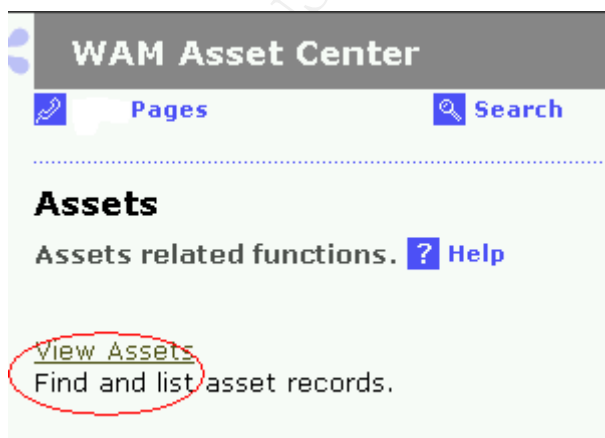 WAM Asset Center
Pages Search
Assets
Assets related functions. ? Help
View Assets
Find and list asset records.